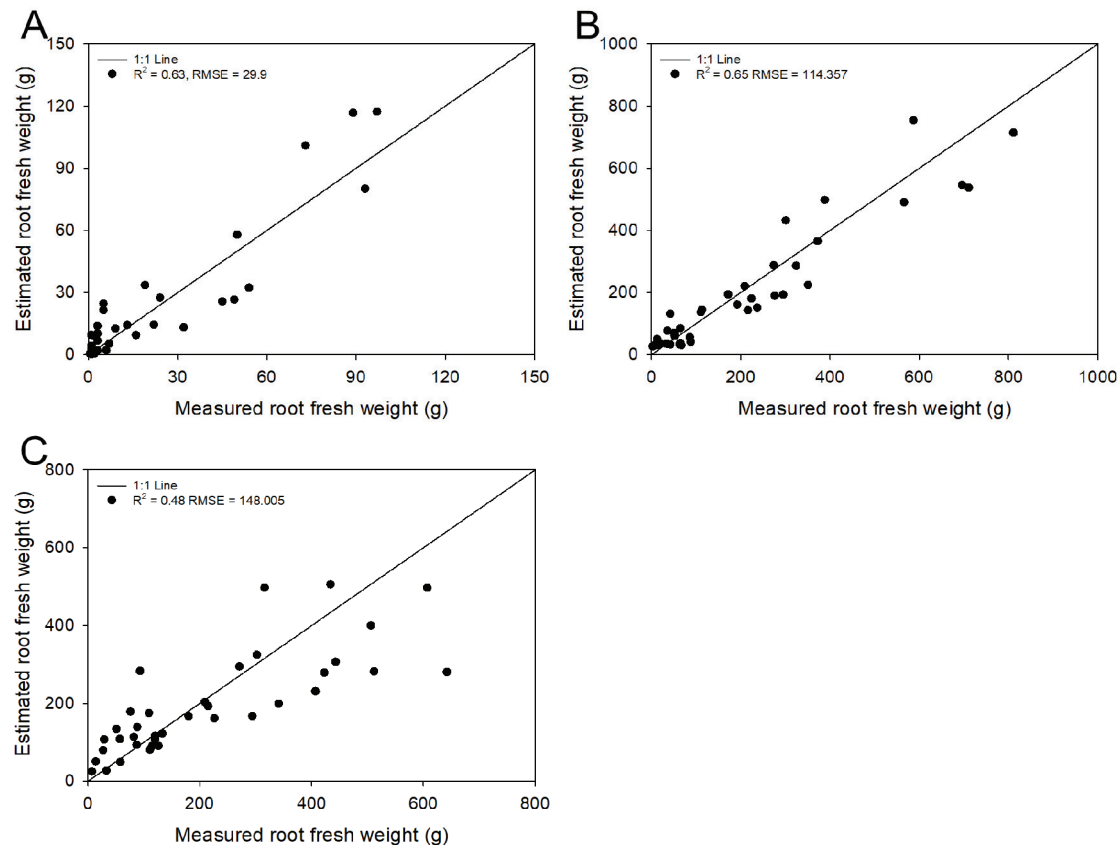 A
150
120
90
60
30
0
Estimated root fresh weight (g)
1:1 Line
R² = 0.63, RMSE = 29.9
0 30 60 90 120 150
Measured root fresh weight (g)
B
1000
800
600
400
200
0
Estimated root fresh weight (g)
1:1 Line
R² = 0.65 RMSE = 114.357
0 200 400 600 800 1000
Measured root fresh weight (g)
C
800
600
400
200
0
Estimated root fresh weight (g)
1:1 Line
R² = 0.48 RMSE = 148.005
0 200 400 600 800
Measured root fresh weight (g)